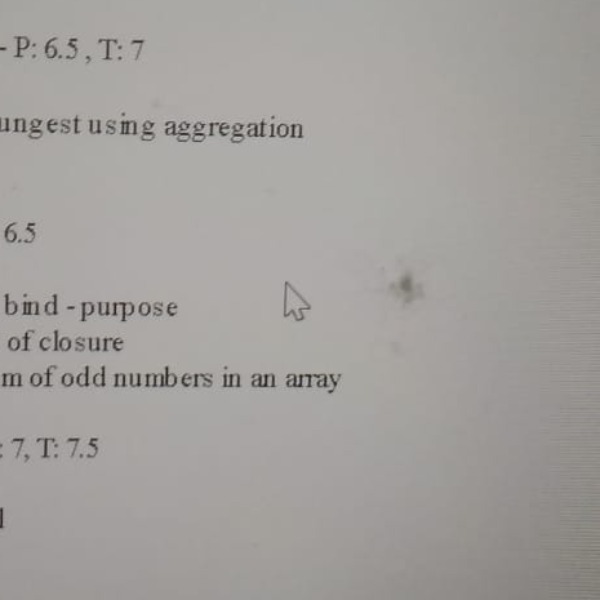 - P: 6.5 , T: 7
ungest using aggregation
6.5
bind - purpose
of closure
m of odd numbers in an array
: 7, T: 7.5